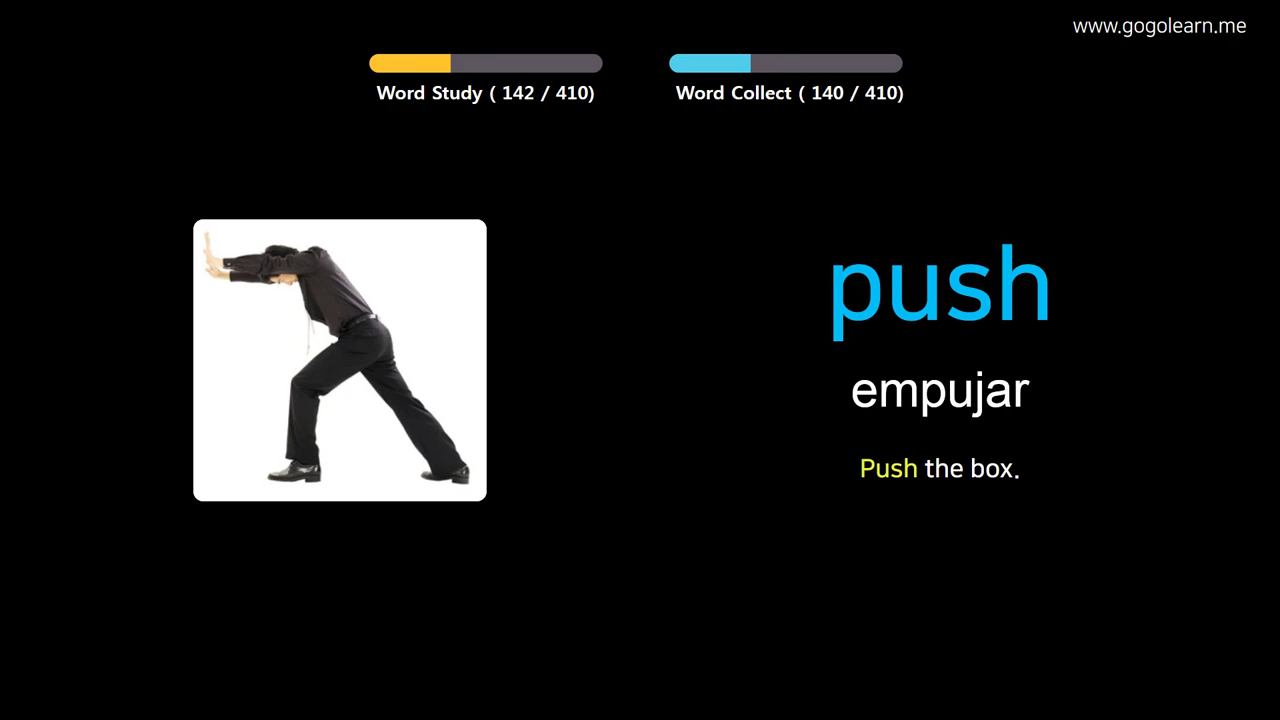 www.gogolearn.me
Word Study ( 142 / 410)
Word Collect ( 140 / 410)
push
empujar
Push the box.